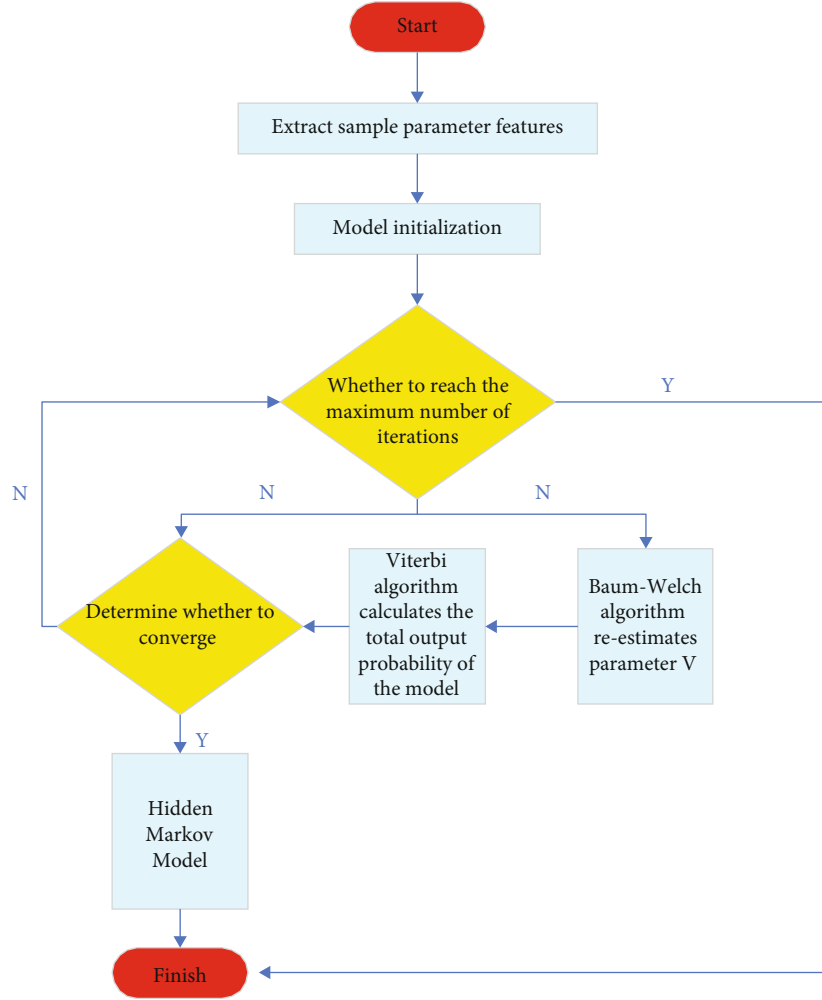 Start
Extract sample parameter features
Model initialization
Whether to reach the
maximum number of
iterations
Y
N
N
N
Determine whether to
converge
Viterbi
algorithm
calculates the
total output
probability of
the model
Baum-Welch
algorithm
re-estimates
parameter V
Y
Hidden
Markov
Model
Finish